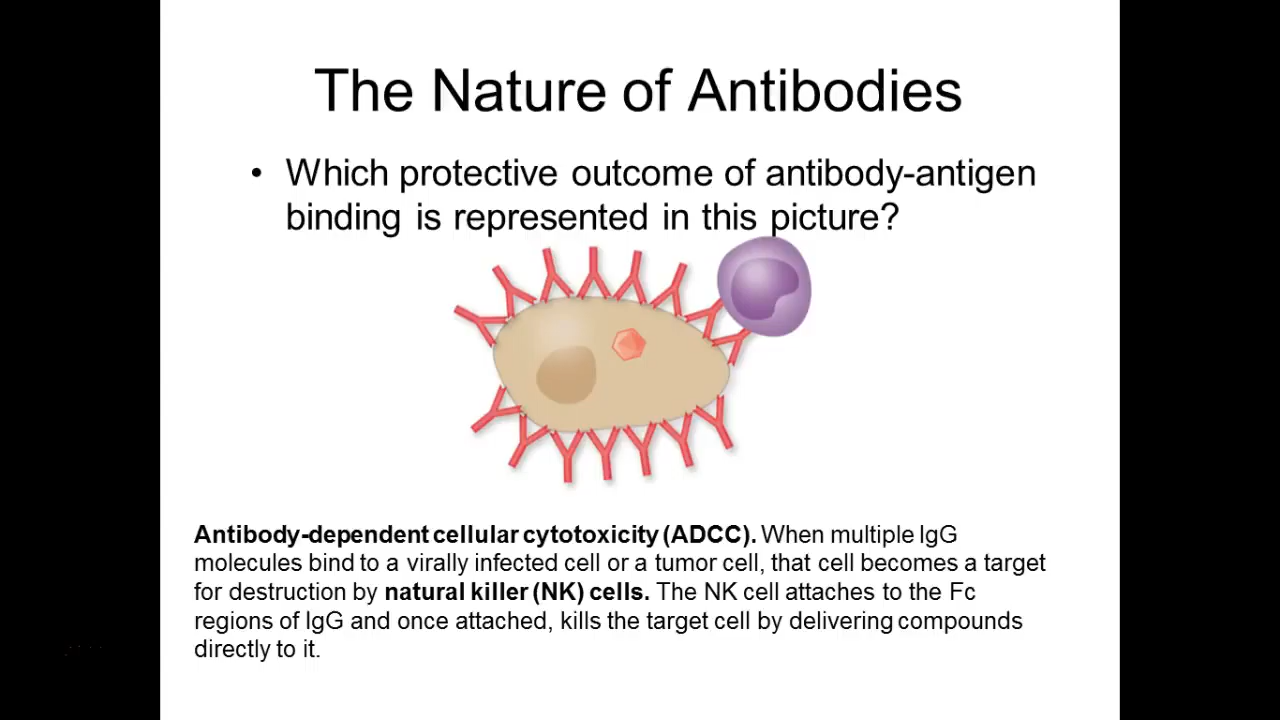 The Nature of Antibodies
• Which protective outcome of antibody-antigen
binding is represented in this picture?
Antibody-dependent cellular cytotoxicity (ADCC). When multiple IgG
molecules bind to a virally infected cell or a tumor cell, that cell becomes a target
for destruction by natural killer (NK) cells. The NK cell attaches to the Fc
regions of IgG and once attached, kills the target cell by delivering compounds
directly to it.